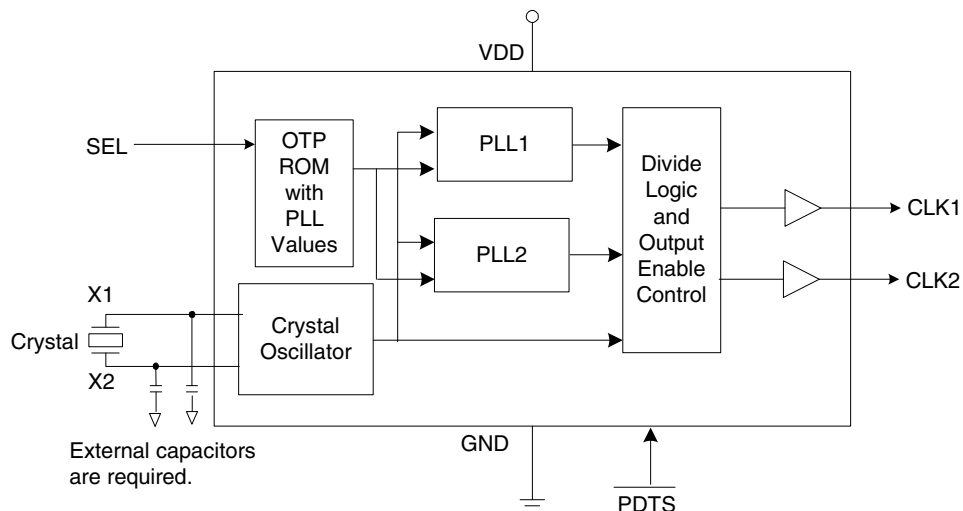 VDD
SEL
OTP
ROM
with
PLL
Values
PLL1
PLL2
Divide
Logic
and
Output
Enable
Control
CLK1
CLK2
X1
Crystal
X2
Crystal
Oscillator
External capacitors
are required.
GND
PDTS